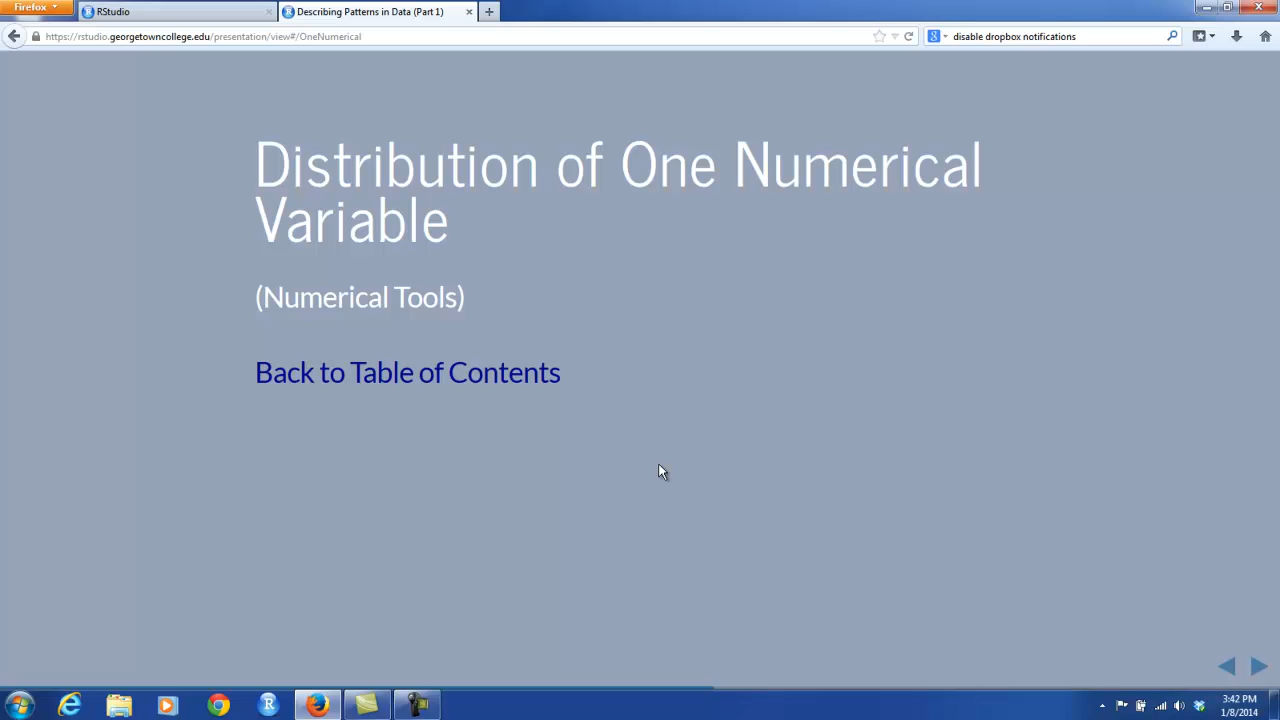 Firefox
RStudio
Describing Patterns in Data (Part 1)
https://rstudio.georgetowncollege.edu/presentation/view#/OneNumerical
disable dropbox notifications
Distribution of One Numerical
Variable
(Numerical Tools)
Back to Table of Contents
3:42 PM
1/8/2014